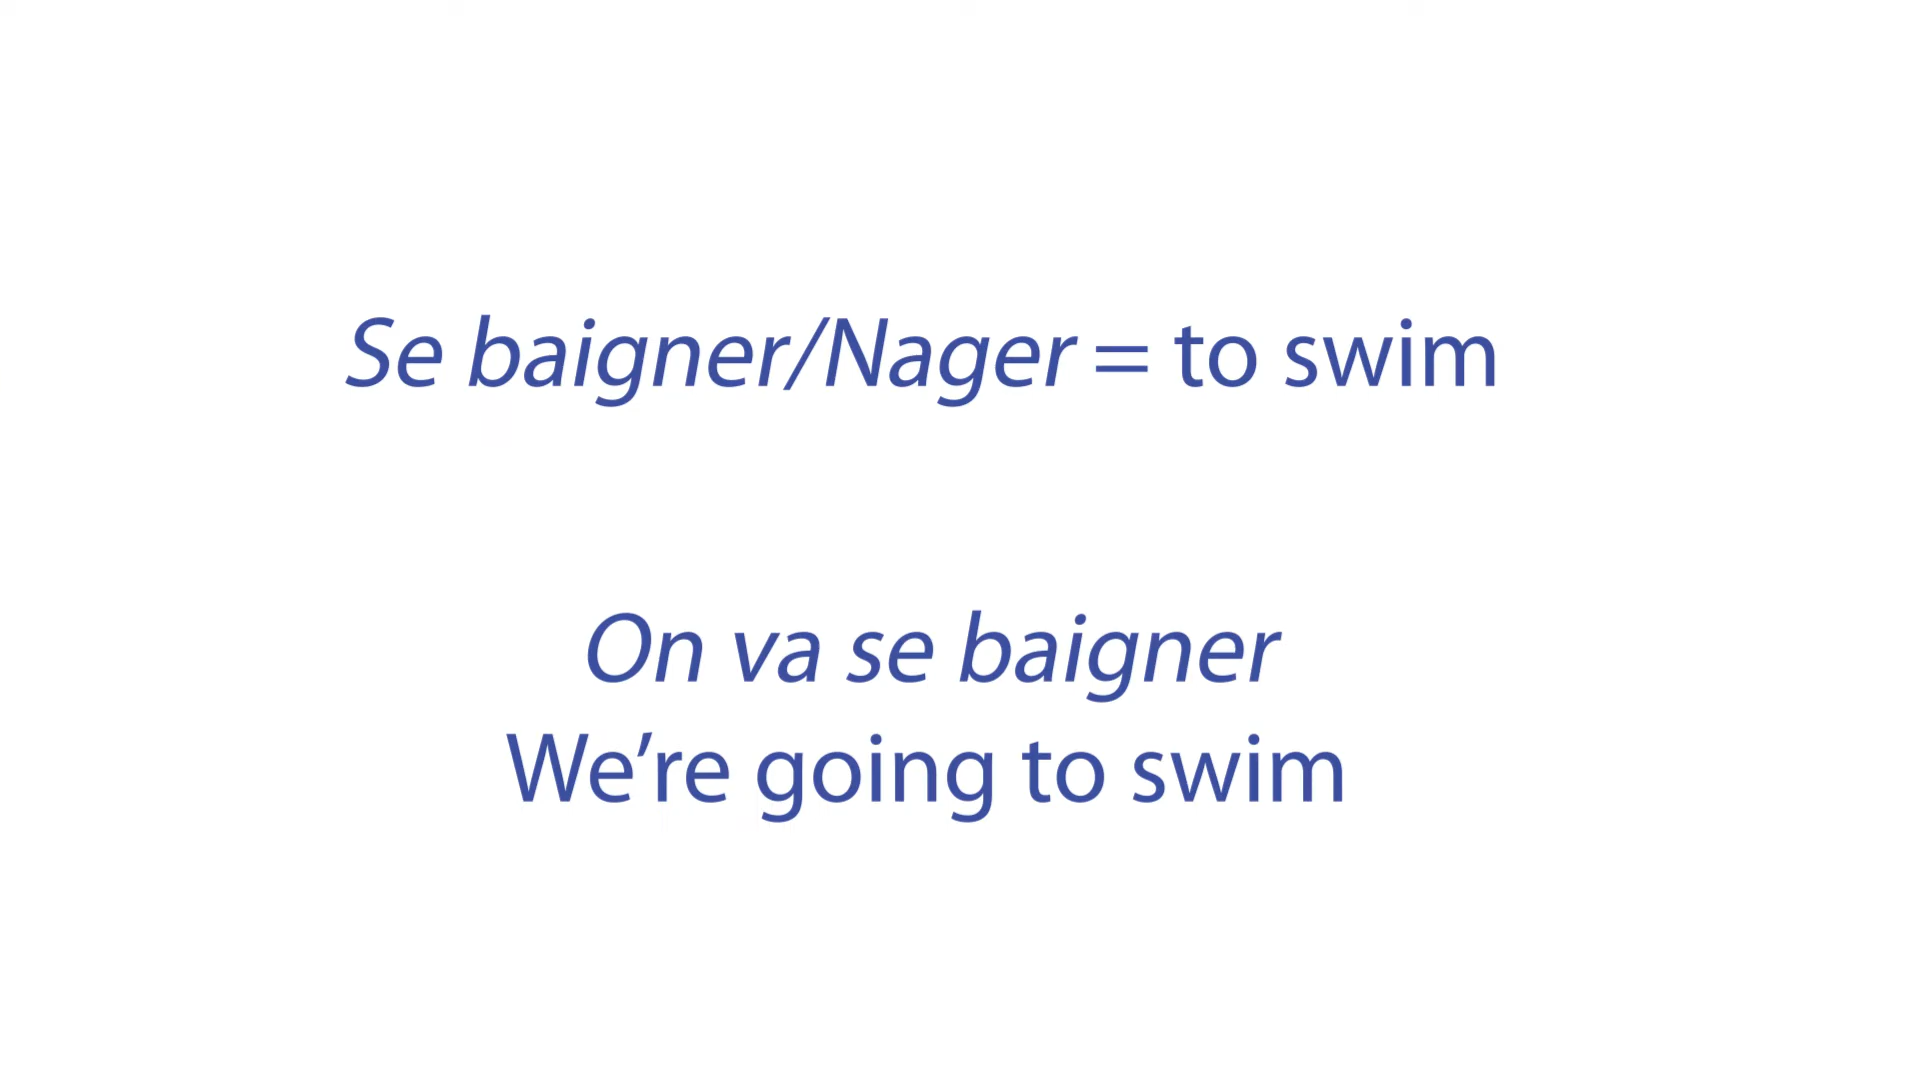 Se baigner/Nager = to swim
On va se baigner
We’re going to swim